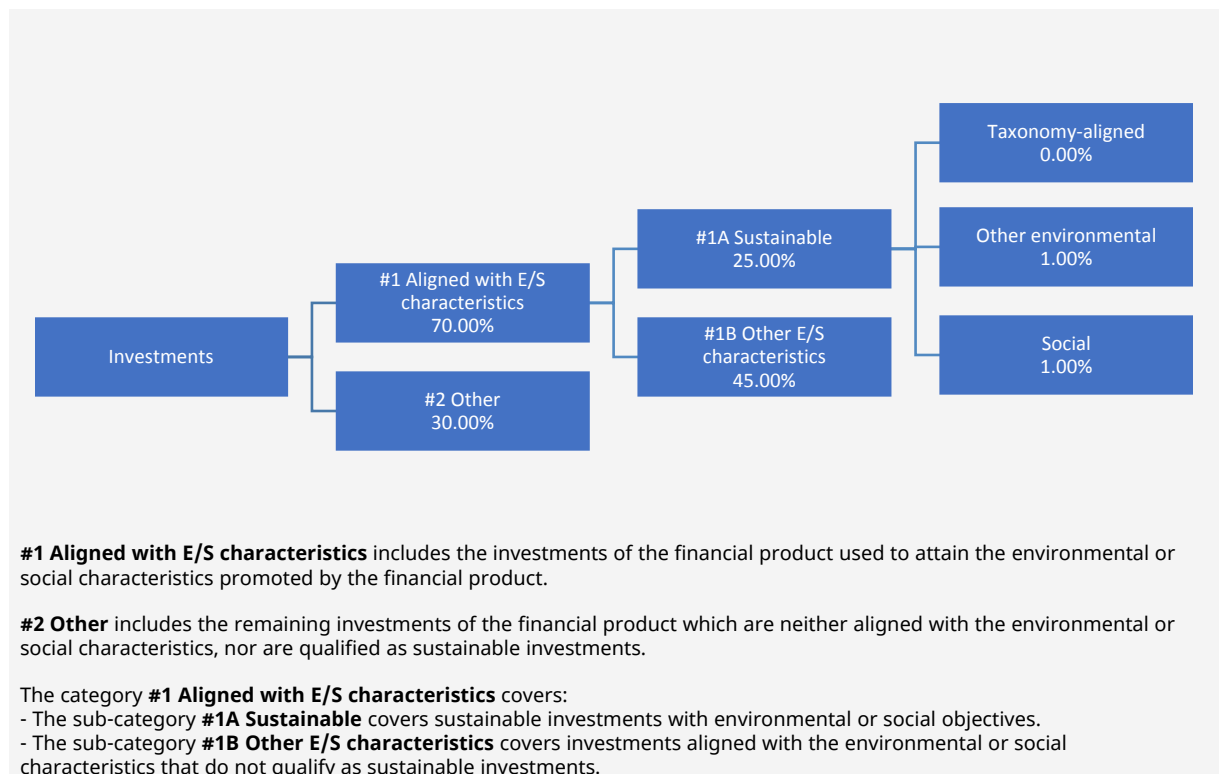 Investments
#1 Aligned with E/S
characteristics
70.00%
#2 Other
30.00%
#1A Sustainable
25.00%
#1B Other E/S
characteristics
45.00%
Taxonomy-aligned
0.00%
Other environmental
1.00%
Social
1.00%
#1 Aligned with E/S characteristics includes the investments of the financial product used to attain the environmental or
social characteristics promoted by the financial product.
#2 Other includes the remaining investments of the financial product which are neither aligned with the environmental or
social characteristics, nor are qualified as sustainable investments.
The category #1 Aligned with E/S characteristics covers:
- The sub-category #1A Sustainable covers sustainable investments with environmental or social objectives.
- The sub-category #1B Other E/S characteristics covers investments aligned with the environmental or social
characteristics that do not qualify as sustainable investments.